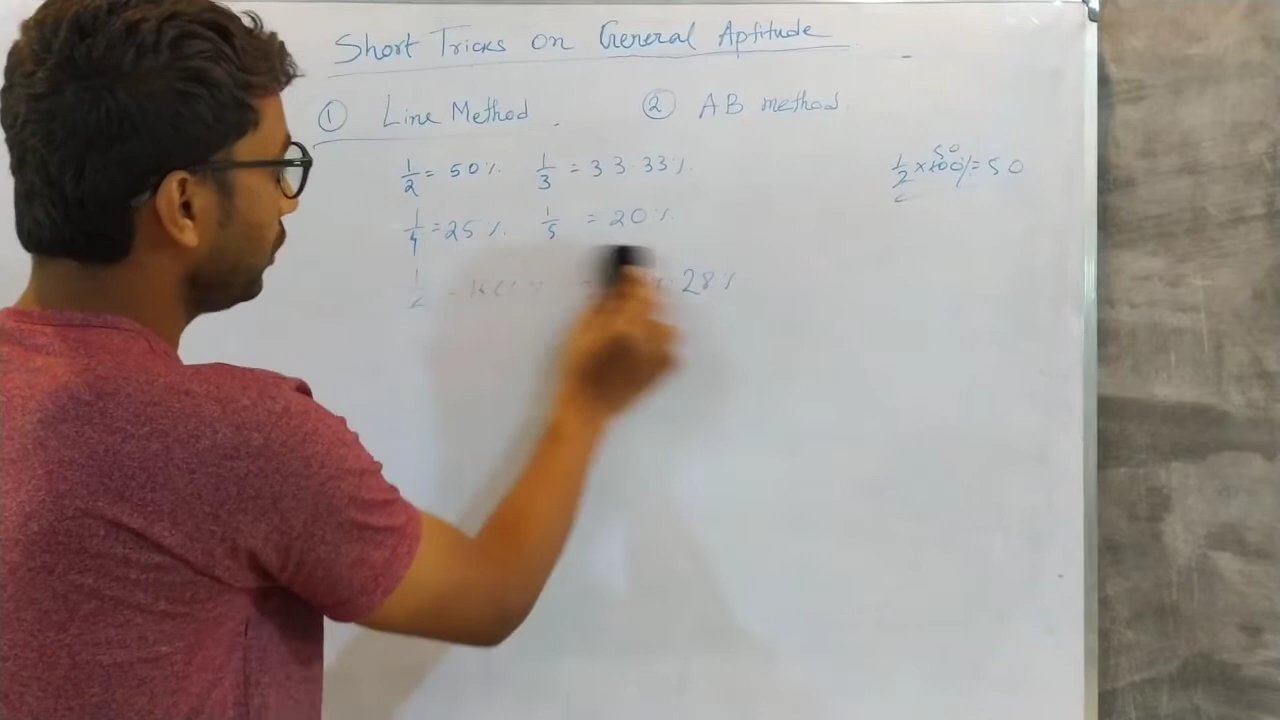 Short Tricks on General Aptitude
① Line Method ② AB method
1/2 = 50% 1/3 = 33.33% 1/2 × 100% = 50 50
1/4 = 25% 1/5 = 20%
28%